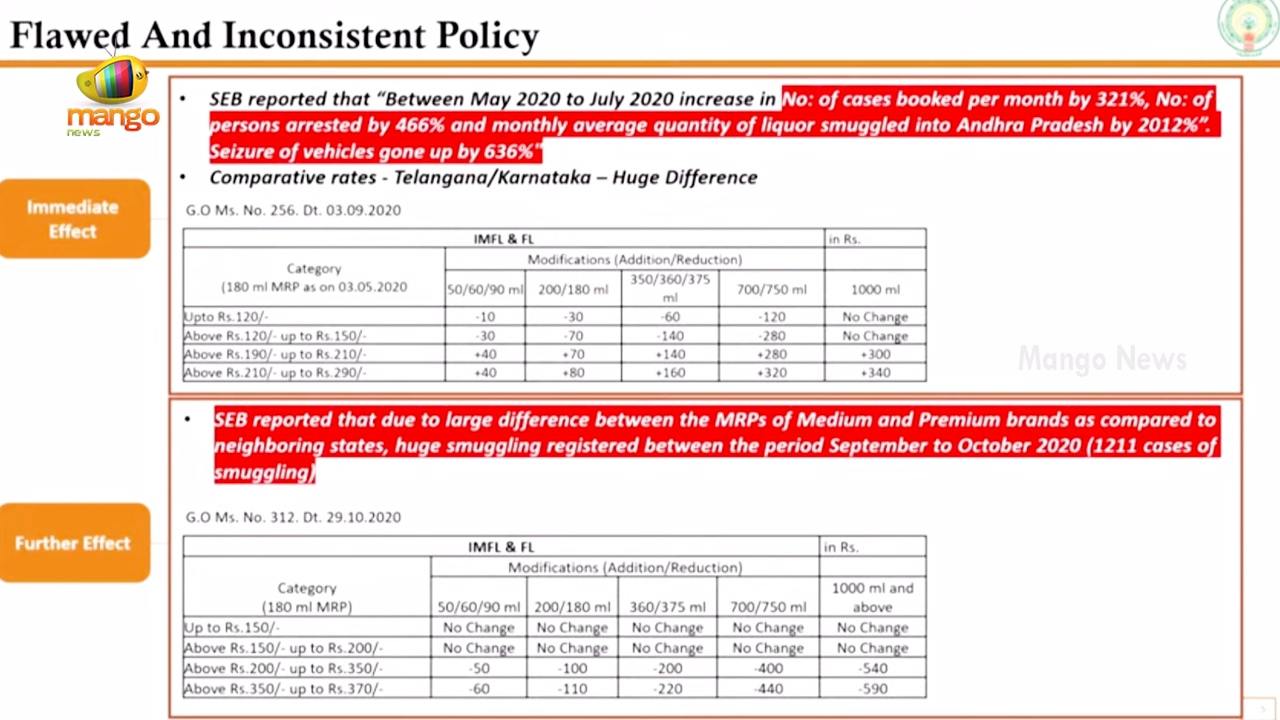 Flawed And Inconsistent Policy
mango
news
• SEB reported that “Between May 2020 to July 2020 increase in No: of cases booked per month by 321%, No: of
persons arrested by 466% and monthly average quantity of liquor smuggled into Andhra Pradesh by 2012%”.
Seizure of vehicles gone up by 636%"
• Comparative rates - Telangana/Karnataka – Huge Difference
Immediate
Effect
G.O Ms. No. 256. Dt. 03.09.2020
IMFL & FL in Rs.
Category
(180 ml MRP as on 03.05.2020
Modifications (Addition/Reduction)
50/60/90 ml 200/180 ml 350/360/375 ml 700/750 ml 1000 ml
Upto Rs.120/- -10 -30 -60 -120 No Change
Above Rs.120/- up to Rs.150/- -30 -70 -140 -280 No Change
Above Rs.190/- up to Rs.210/- +40 +70 +140 +280 +300
Above Rs.210/- up to Rs.290/- +40 +80 +160 +320 +340
Mango News
• SEB reported that due to large difference between the MRPs of Medium and Premium brands as compared to
neighboring states, huge smuggling registered between the period September to October 2020 (1211 cases of
smuggling)
Further Effect
G.O Ms. No. 312. Dt. 29.10.2020
IMFL & FL in Rs.
Category
(180 ml MRP)
Modifications (Addition/Reduction)
50/60/90 ml 200/180 ml 360/375 ml 700/750 ml 1000 ml and above
Up to Rs.150/- No Change No Change No Change No Change No Change
Above Rs.150/- up to Rs.200/- No Change No Change No Change No Change No Change
Above Rs.200/- up to Rs.350/- -50 -100 -200 -400 -540
Above Rs.350/- up to Rs.370/- -60 -110 -220 -440 -590